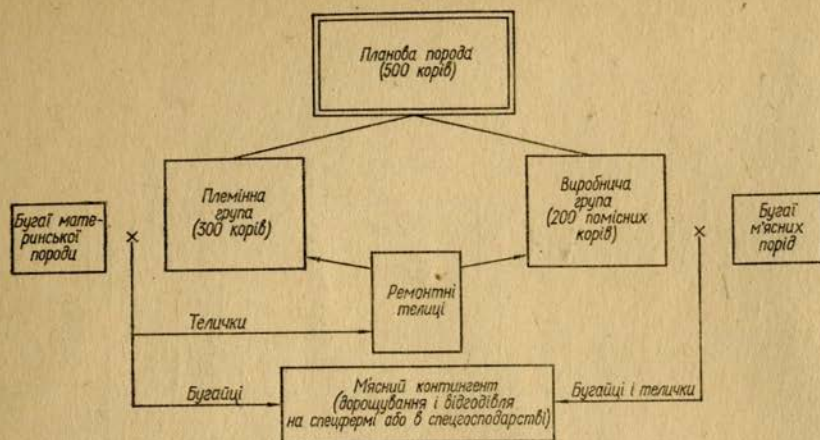 Планова порода
(500 корів)
Племінна
група
(300 корів)
Виробнича
група
(200 помісних
корів)
Бугаї мате-
ринської
породи
×
×
Бугаї
м'ясних
порід
Ремонтні
телиці
Телички
Бугайці
М'ясний контингент
(дорощування і відгодівля
на спецфермі або в спецгосподарстві)
Бугайці і телички